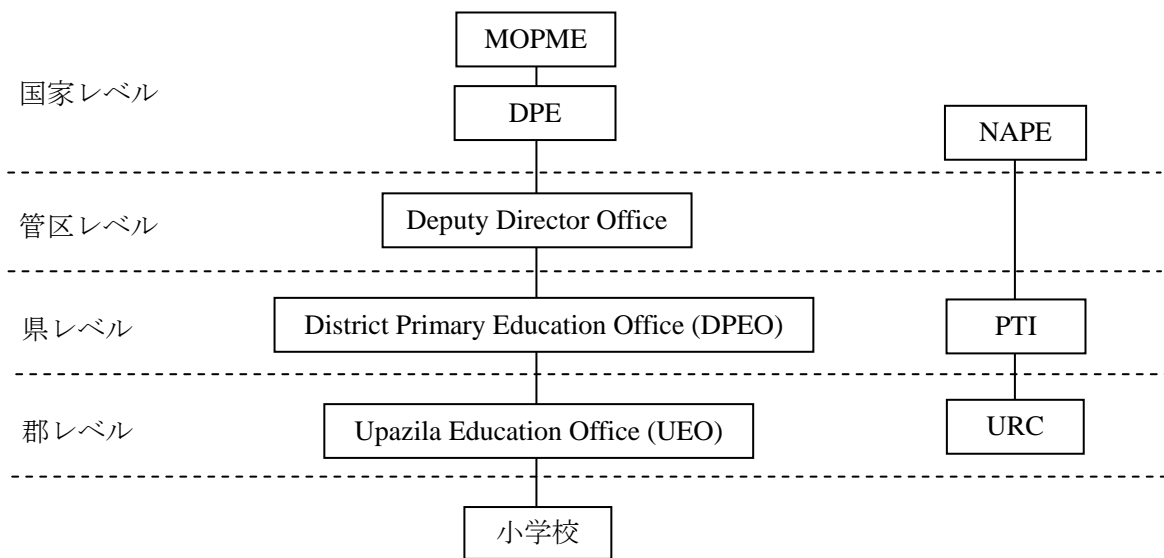 MOPME
国家レベル
DPE
NAPE
管区レベル
Deputy Director Office
県レベル
District Primary Education Office (DPEO)
PTI
郡レベル
Upazila Education Office (UEO)
URC
小学校